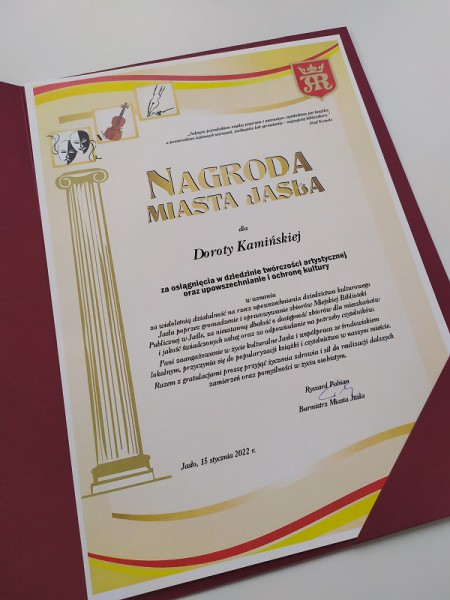 NAGRODA
MIASTA JASŁA
dla
Doroty Kamińskiej
za osiągnięcia w dziedzinie twórczości artystycznej
oraz upowszechnianie i ochronę kultury
w uznaniu
za wieloletnią działalność na rzecz upowszechniania dziedzictwa kulturowego
lokalnego poprzez gromadzenie i opracowywanie zbiorów Miejskiej Biblioteki
Publicznej w Jaśle, za nieustanną dbałość o dostępność zbiorów dla mieszkańców
i jakość świadczonych usług oraz za odpowiadanie na potrzeby czytelników.
Pani zaangażowanie w życie kulturalne Jasła i współpraca ze środowiskiem
lokalnym, przyczynia się do popularyzacji książki i czytelnictwa w naszym mieście.
Razem z gratulacjami proszę przyjąć życzenia zdrowia i sił do realizacji dalszych
zamierzeń oraz pomyślności w życiu osobistym.
Ryszard Pabian
Burmistrz Miasta Jasła
Jasło, 15 stycznia 2022 r.